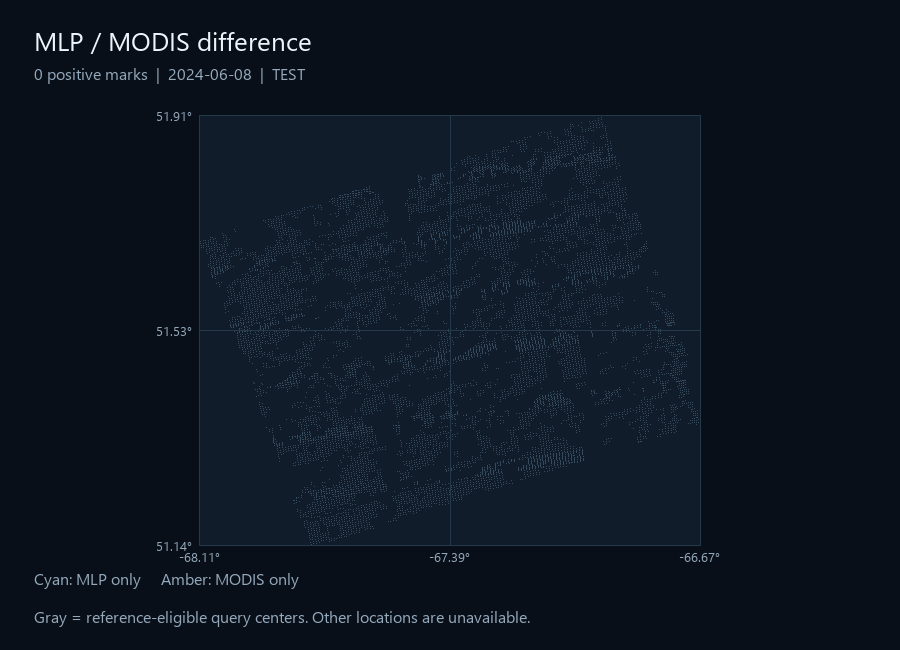 MLP / MODIS difference
0 positive marks | 2024-06-08 | TEST
51.91°
51.53°
51.14°
-68.11° -67.39° -66.67°
Cyan: MLP only Amber: MODIS only
Gray = reference-eligible query centers. Other locations are unavailable.